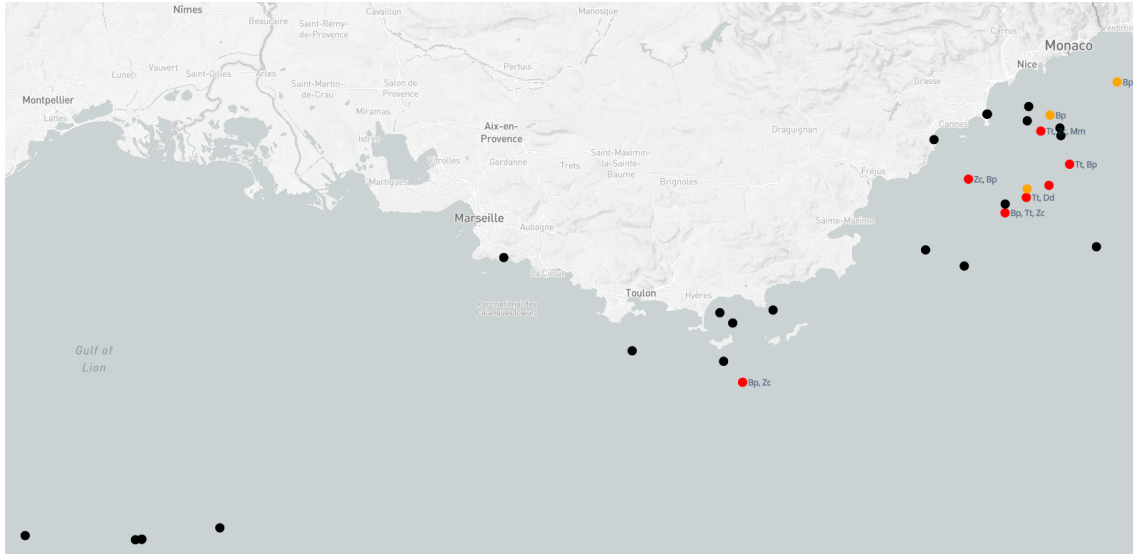 Nîmes
Beaucaire
Saint-Rémy-
de-Provence
Cavaillon
Manosque
Carros
Ventimig
Monaco
Nice
Vauvert
Saint-Gilles
Arles
Lunel
Saint-Martin-
de-Crau
Salon de
Provence
Pertuis
Grasse
Bp
Montpellier
Lattes
Miramas
Istres
Aix-en-
Provence
Draguignan
Cannes
Bp
Mm
Vitrolles
Gardanne
Trets
Saint-Maximin-
la-Sainte-
Baume
Brignoles
Fréjus
Tt, Bp
Martigues
Zc, Bp
Tt, Dd
Marseille
Aubagne
Sainte-Maxime
Bp, Tt, Zc
La Ciotat
Toulon
Hyères
Parc national des
Calanques (cœur)
Gulf of
Lion
Bp, Zc